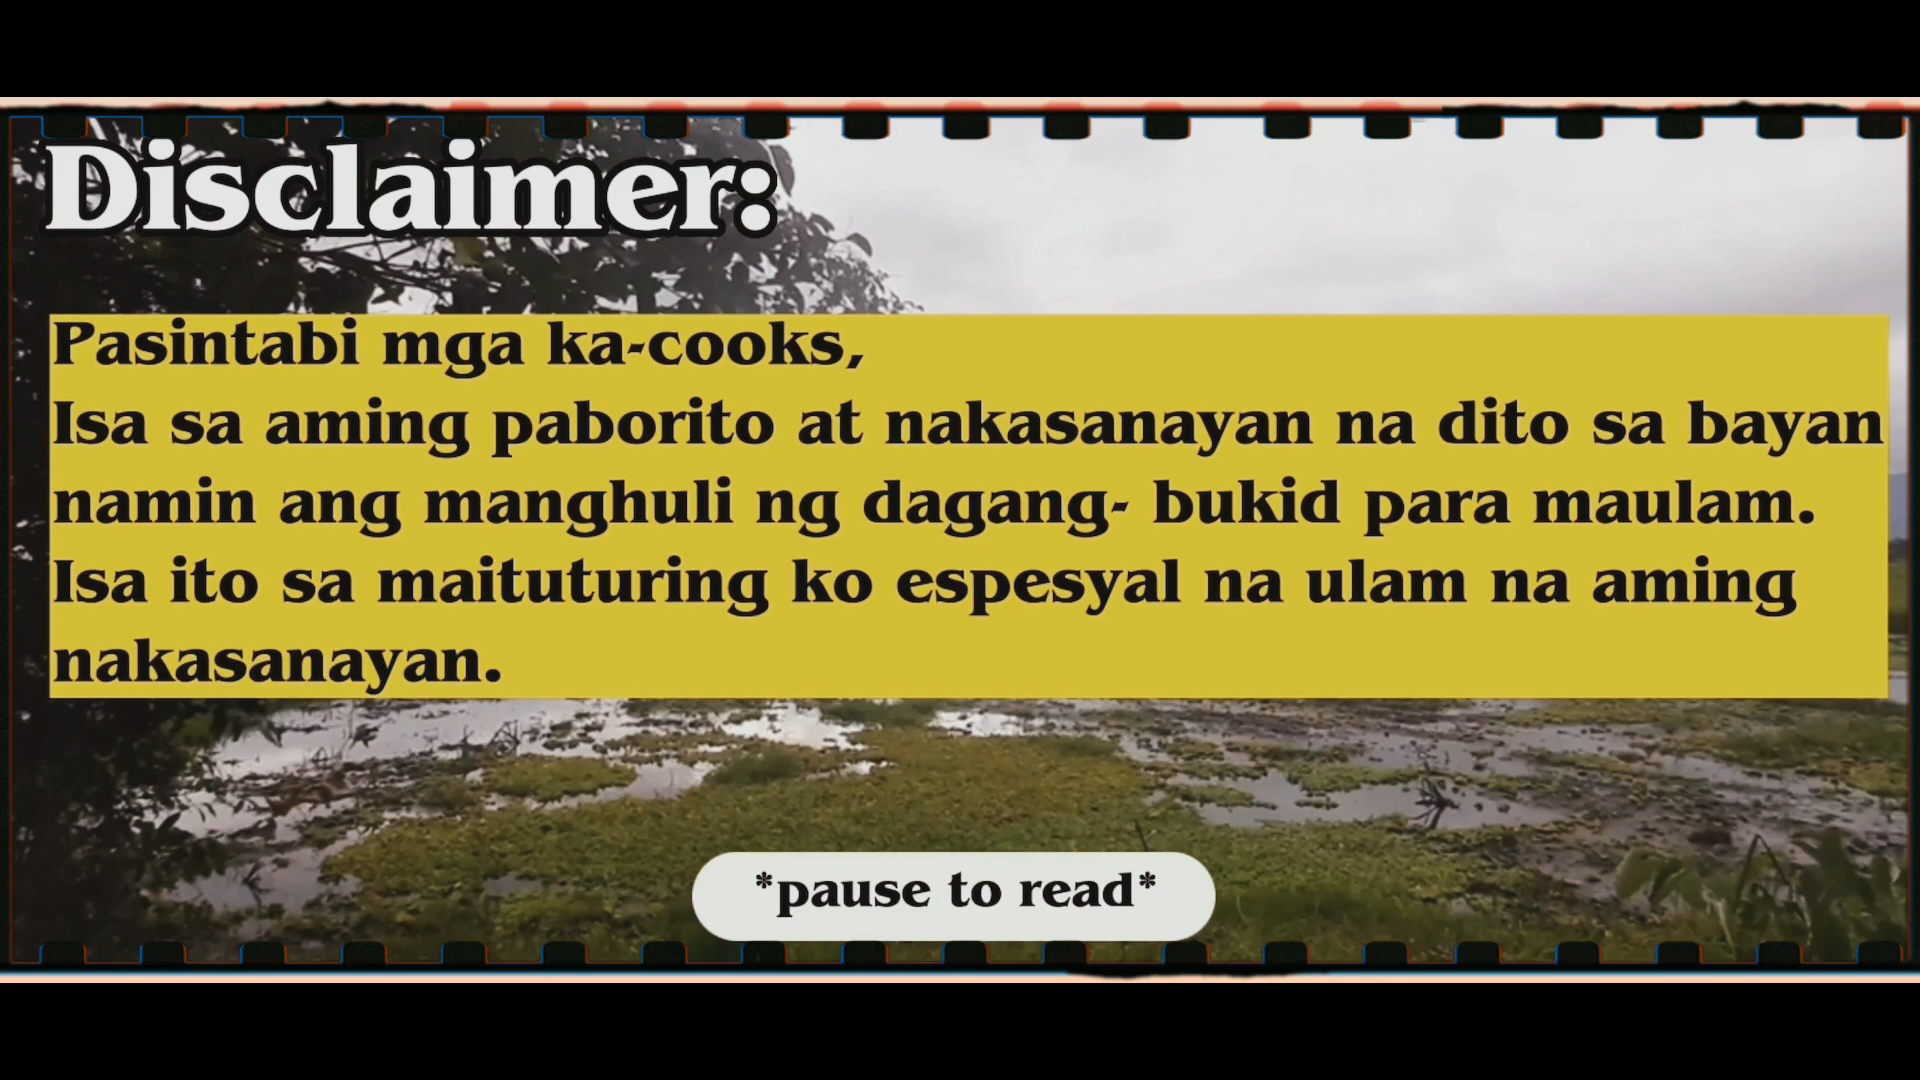 Disclaimer:
Pasintabi mga ka-cooks,
Isa sa aming paborito at nakasanayan na dito sa bayan
namin ang manghuli ng dagang- bukid para maulam.
Isa ito sa maituturing ko espesyal na ulam na aming
nakasanayan.
*pause to read*